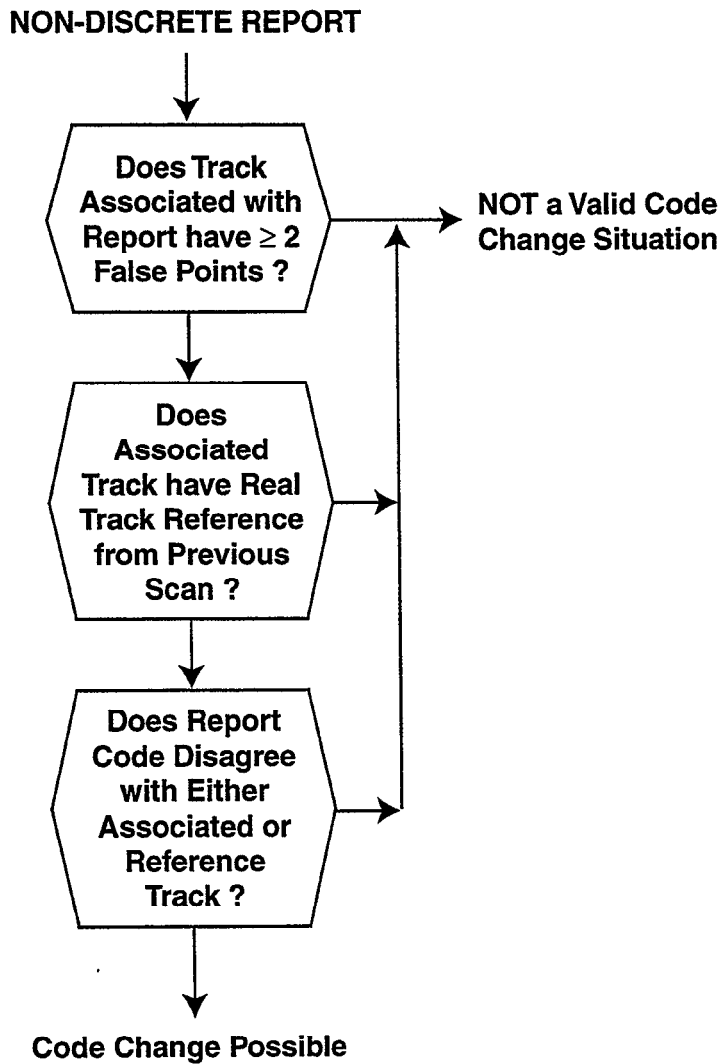 NON-DISCRETE REPORT
Does Track
Associated with
Report have ≥ 2
False Points ?
NOT a Valid Code
Change Situation
Does
Associated
Track have Real
Track Reference
from Previous
Scan ?
Does Report
Code Disagree
with Either
Associated or
Reference
Track ?
Code Change Possible